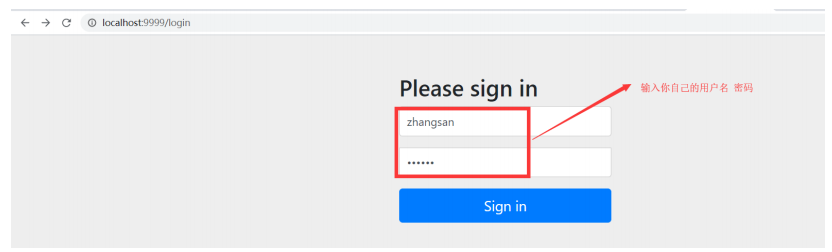 localhost:9999/login
Please sign in
输入你自己的用户名 密码
zhangsan
••••••
Sign in